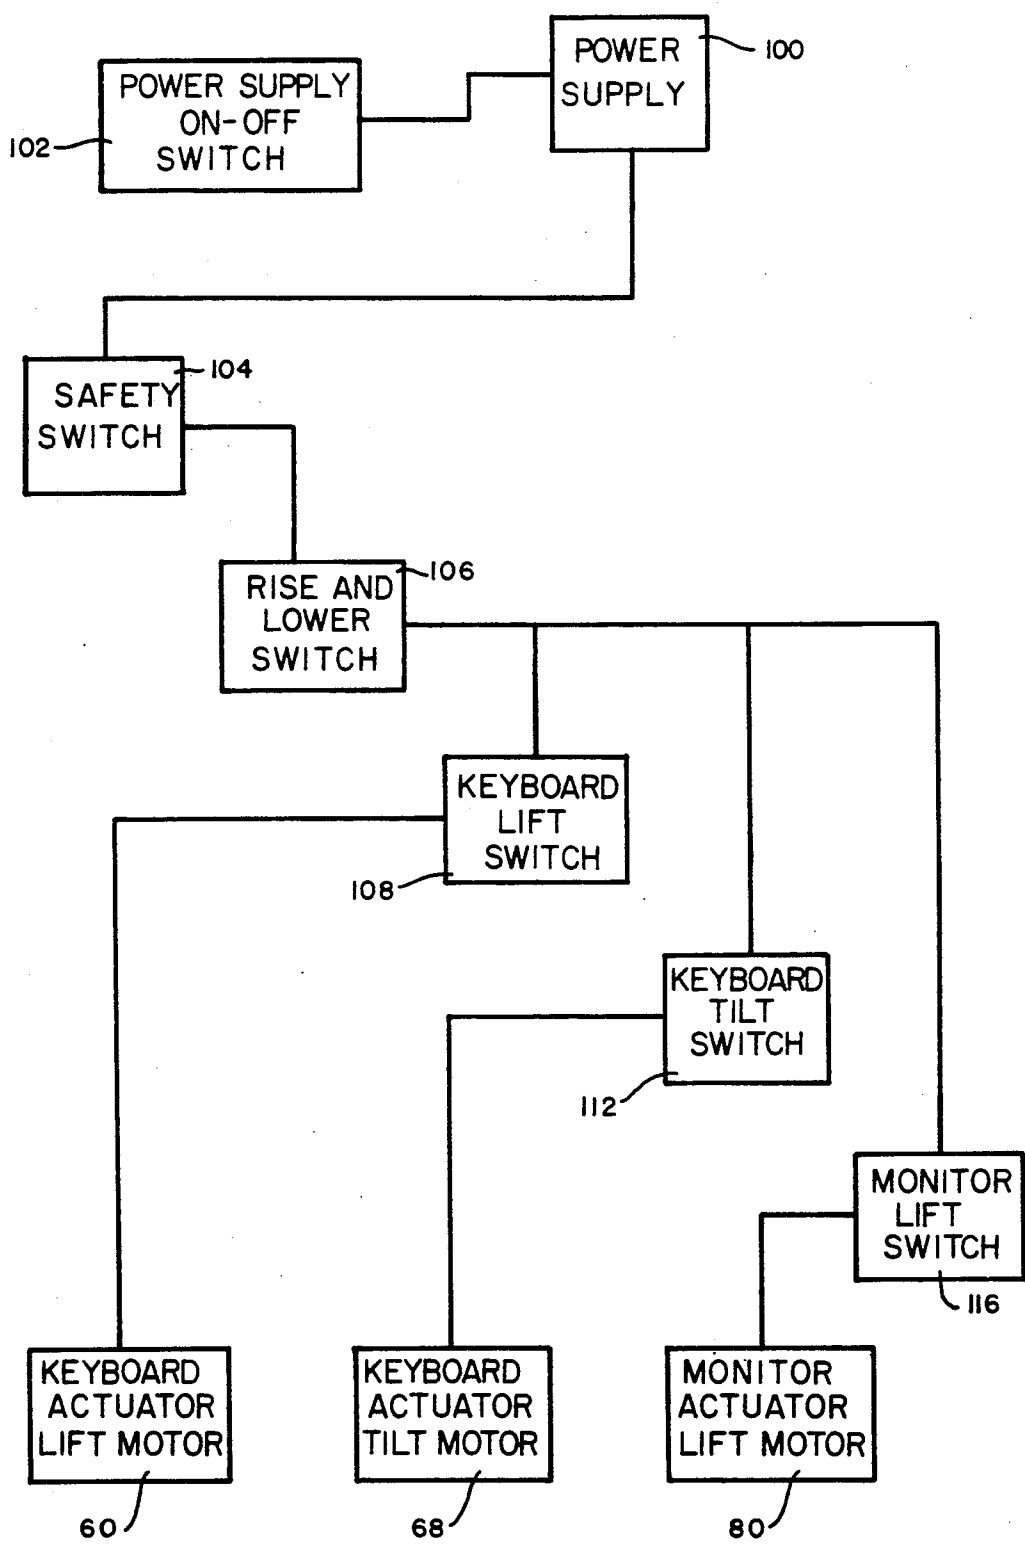 POWER
SUPPLY
100
POWER SUPPLY
ON-OFF
SWITCH
102
SAFETY
SWITCH
104
RISE AND
LOWER
SWITCH
106
KEYBOARD
LIFT
SWITCH
108
KEYBOARD
TILT
SWITCH
112
MONITOR
LIFT
SWITCH
116
KEYBOARD
ACTUATOR
LIFT MOTOR
60
KEYBOARD
ACTUATOR
TILT MOTOR
68
MONITOR
ACTUATOR
LIFT MOTOR
80